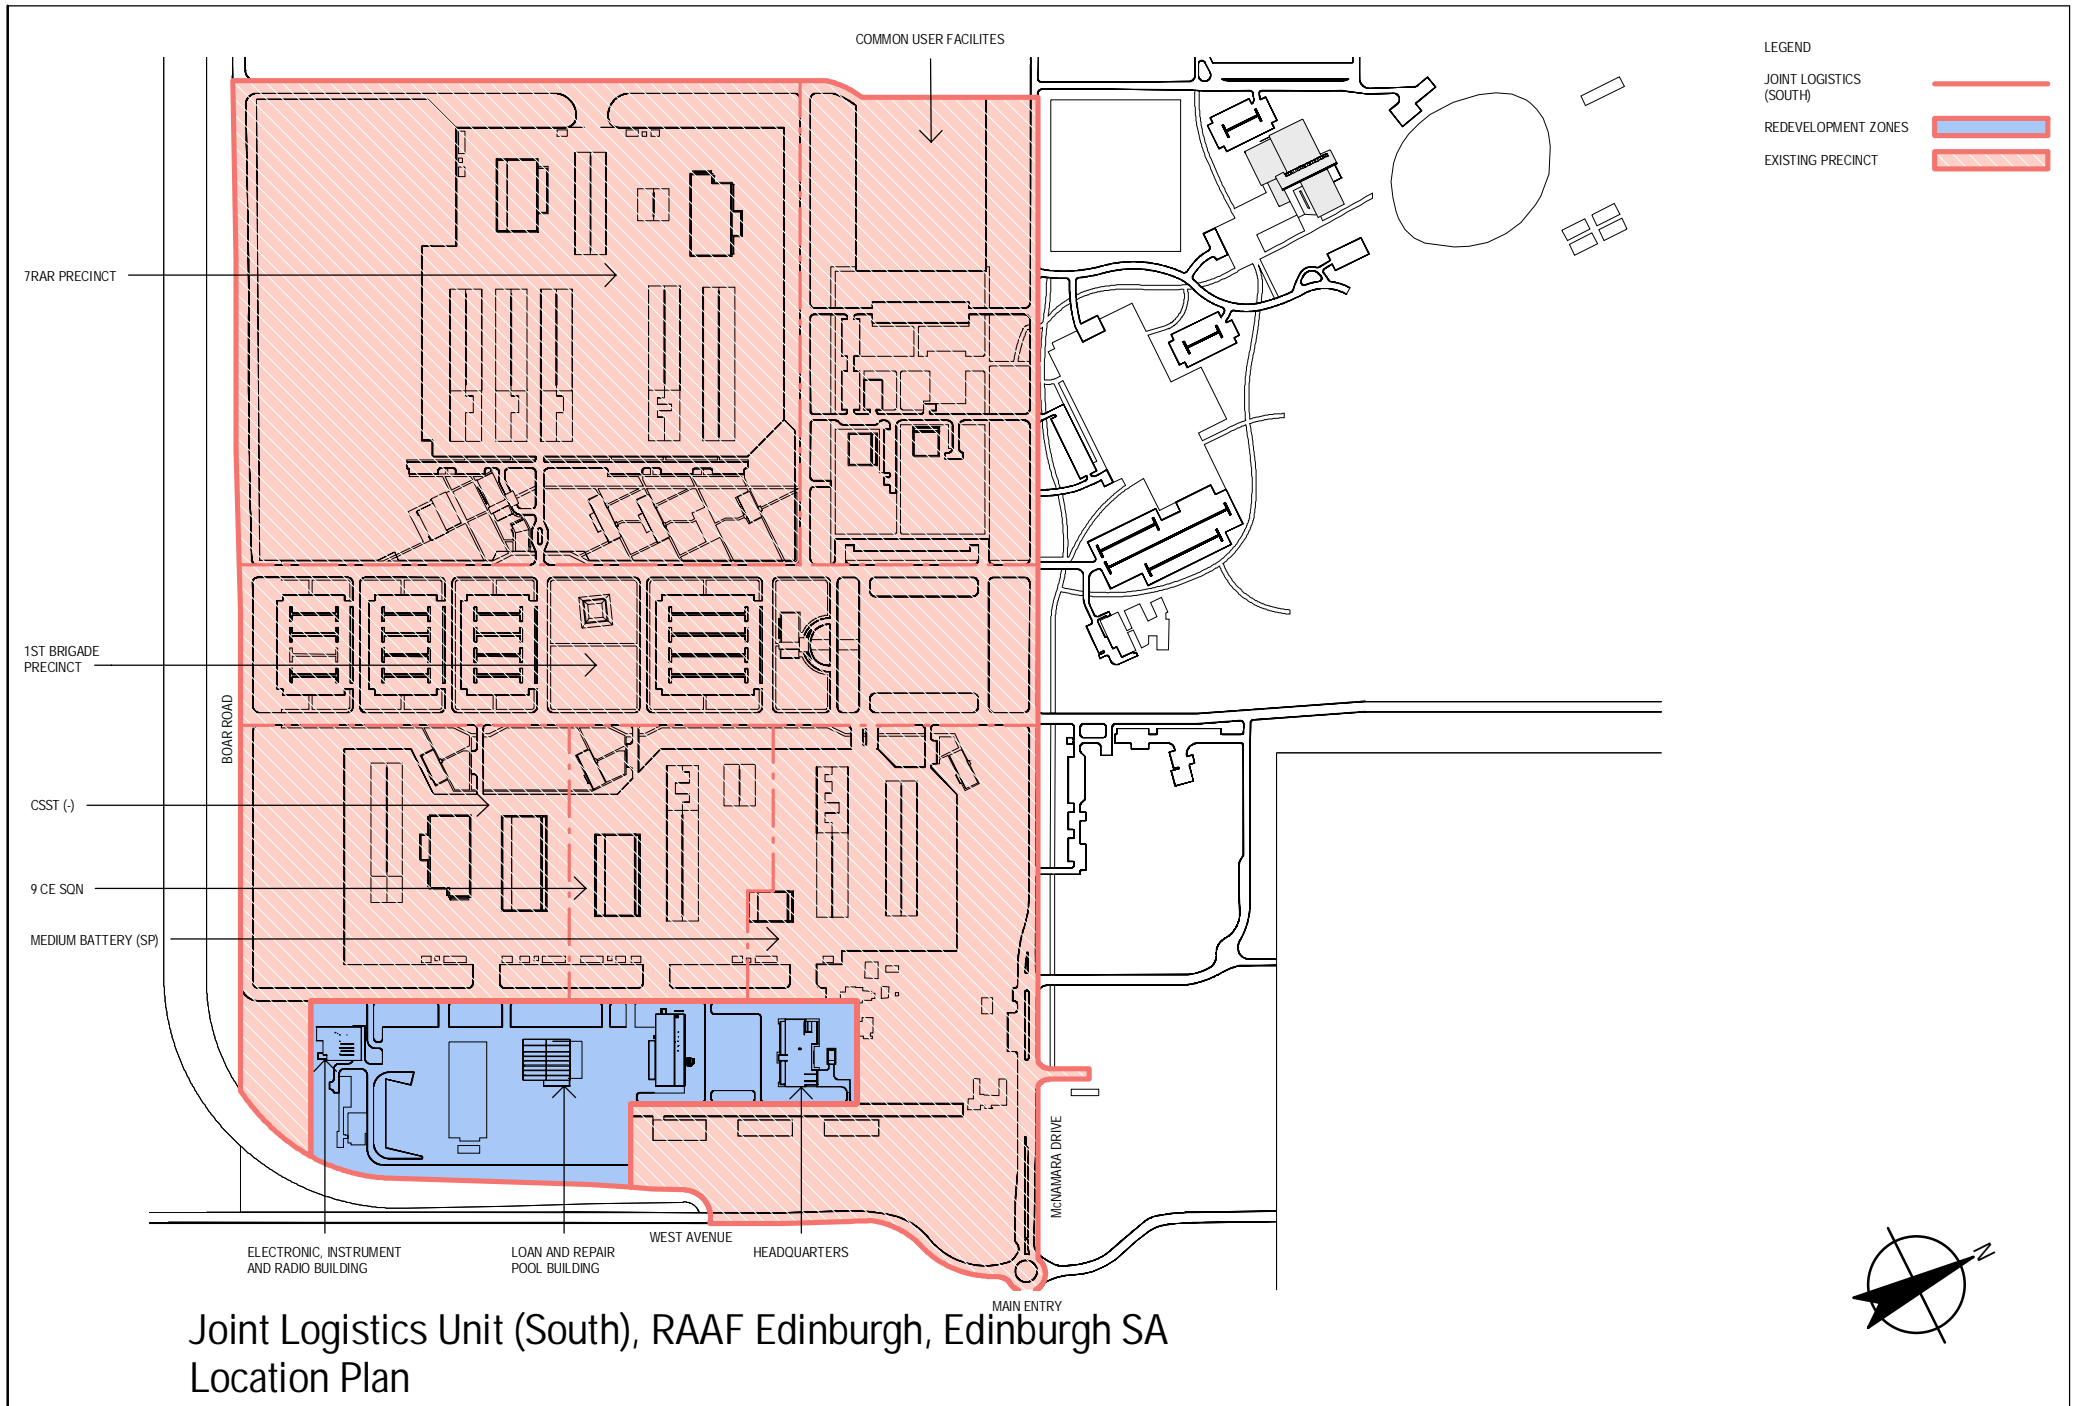 COMMON USER FACILITES
LEGEND
JOINT LOGISTICS
(SOUTH)
REDEVELOPMENT ZONES
EXISTING PRECINCT
7RAR PRECINCT
1ST BRIGADE
PRECINCT
BOAR ROAD
CSST (-)
9 CE SQN
MEDIUM BATTERY (SP)
McNAMARA DRIVE
ELECTRONIC, INSTRUMENT
AND RADIO BUILDING
LOAN AND REPAIR
POOL BUILDING
WEST AVENUE
HEADQUARTERS
MAIN ENTRY
N
Joint Logistics Unit (South), RAAF Edinburgh, Edinburgh SA
Location Plan